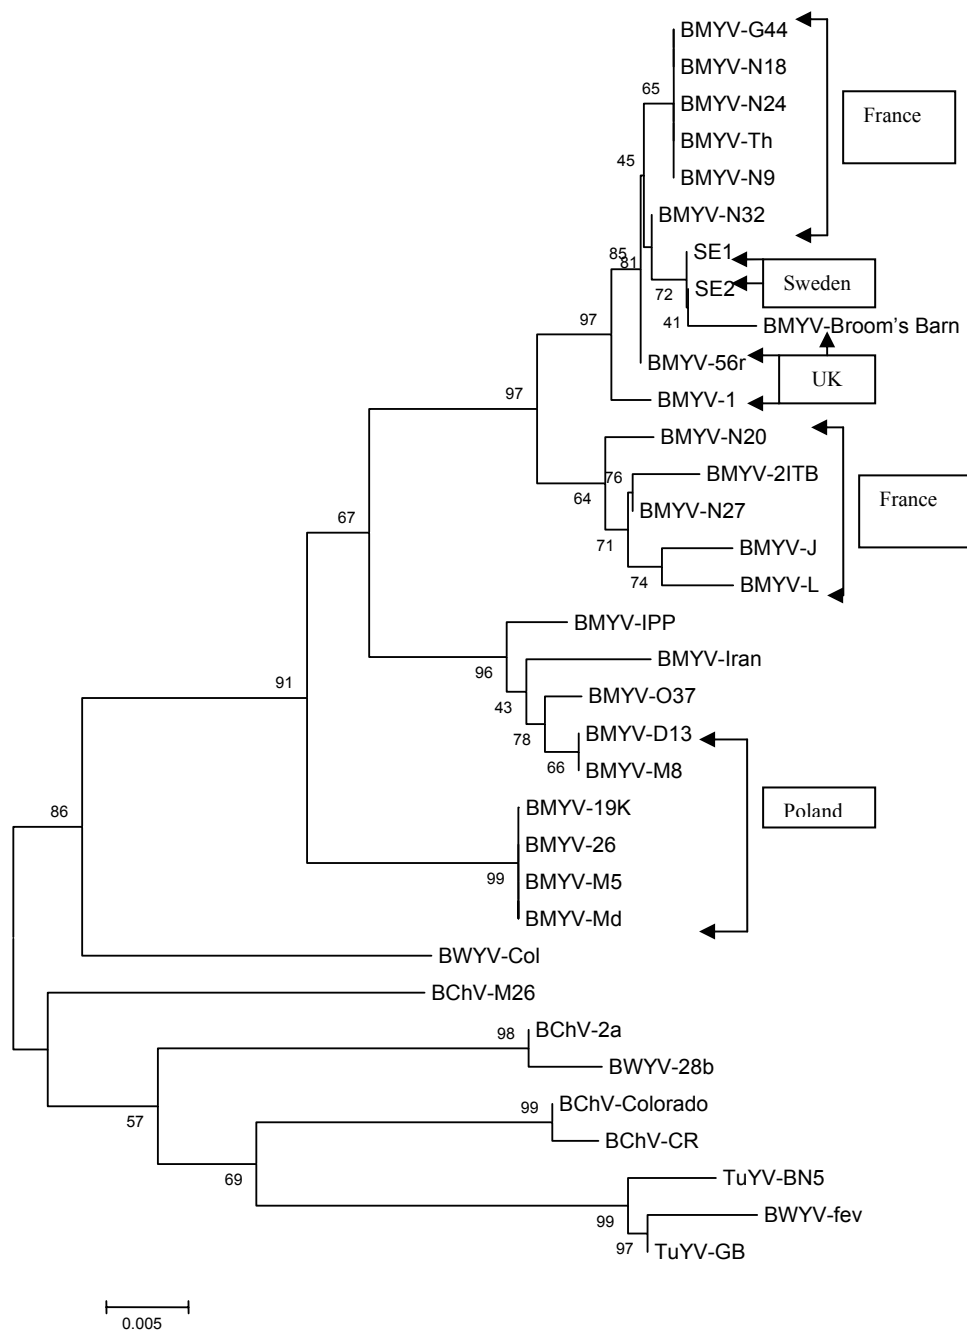 BMYV-G44
BMYV-N18
65
BMYV-N24
France
BMYV-Th
45
BMYV-N9
BMYV-N32
85
81
SE1
Sweden
72
SE2
97
41
BMYV-Broom's Barn
BMYV-56r
UK
97
BMYV-1
BMYV-N20
76
BMYV-2ITB
64
France
BMYV-N27
67
71
BMYV-J
74
BMYV-L
BMYV-IPP
96
BMYV-Iran
91
43
BMYV-O37
78
BMYV-D13
66
BMYV-M8
86
BMYV-19K
Poland
BMYV-26
99
BMYV-M5
BMYV-Md
BWYV-Col
BChV-M26
98
BChV-2a
BWYV-28b
57
99
BChV-Colorado
BChV-CR
69
TuYV-BN5
99
BWYV-fev
97
TuYV-GB
0.005